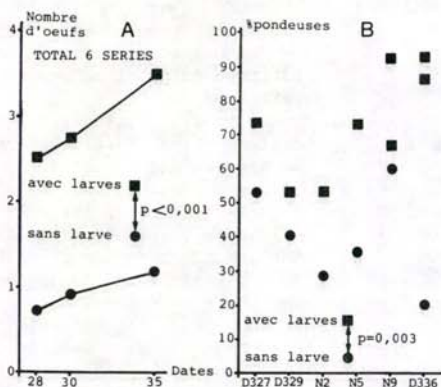 Nombre
d'oeufs
A
TOTAL 6 SERIES
4
3
2
1
0
avec larves
p<0,001
sans larve
28 30 35 Dates
%pondeuses
B
100
90
80
70
60
50
40
30
20
10
0
avec larves
p=0,003
sans larve
D327 D329 N2 N5 N9 D336